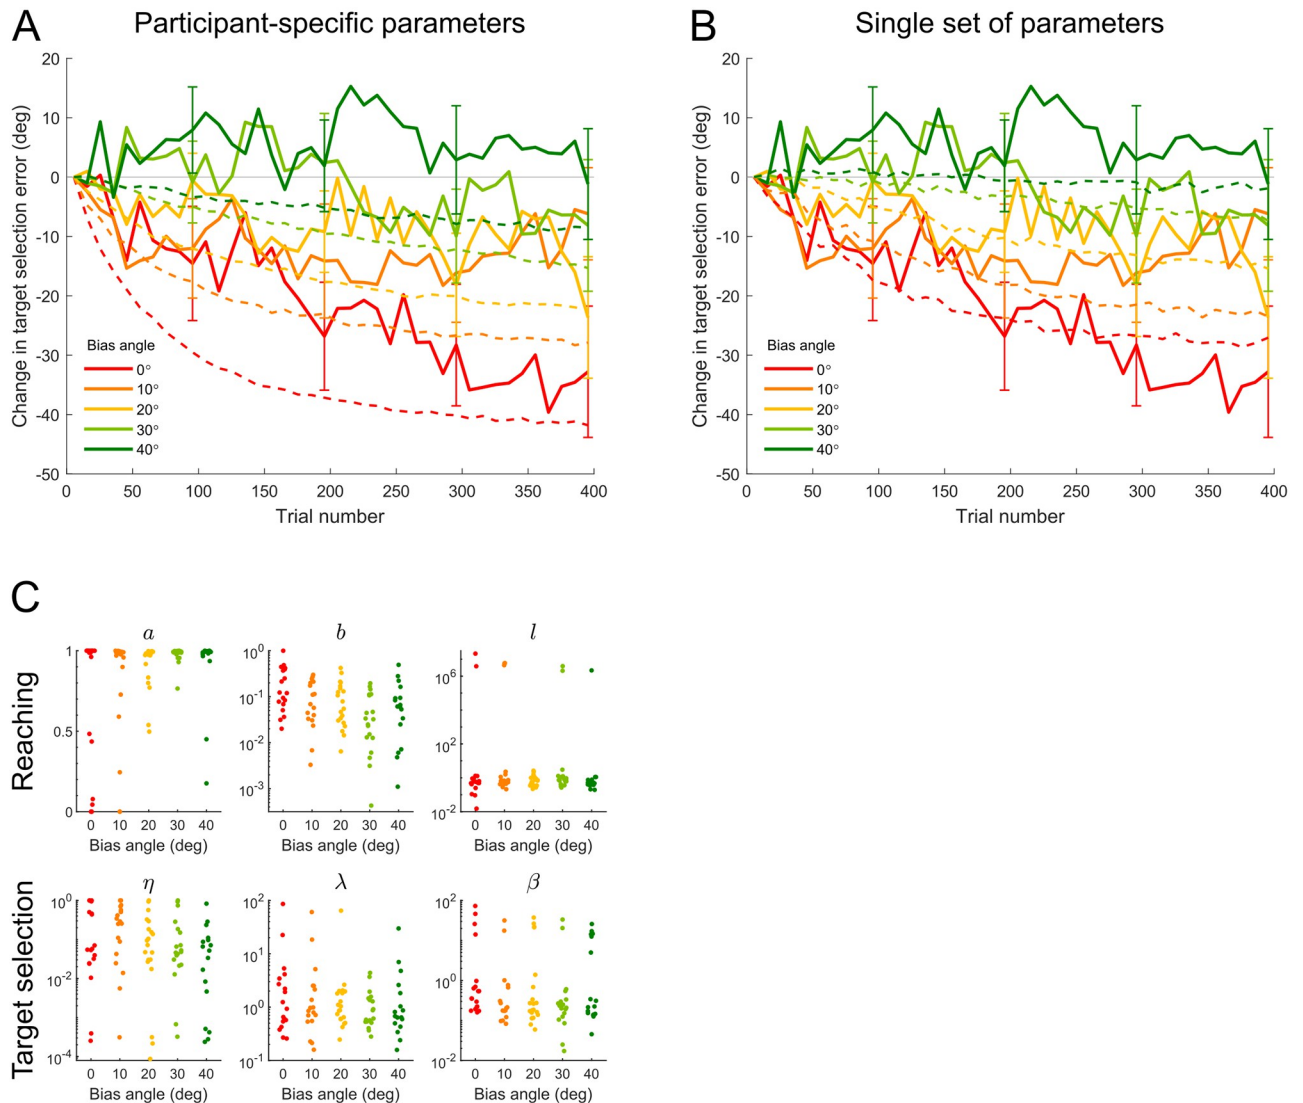 A
Participant-specific parameters
Change in target selection error (deg)
20
10
0
-10
-20
-30
-40
-50
Bias angle
0°
10°
20°
30°
40°
0 50 100 150 200 250 300 350 400
Trial number
B
Single set of parameters
Change in target selection error (deg)
20
10
0
-10
-20
-30
-40
-50
Bias angle
0°
10°
20°
30°
40°
0 50 100 150 200 250 300 350 400
Trial number
C
Reaching
a
1
0.5
0
0 10 20 30 40
Bias angle (deg)
b
10^0
10^-1
10^-2
10^-3
0 10 20 30 40
Bias angle (deg)
l
10^6
10^2
10^-2
0 10 20 30 40
Bias angle (deg)
Target selection
η
10^0
10^-2
10^-4
0 10 20 30 40
Bias angle (deg)
λ
10^2
10^1
10^0
10^-1
0 10 20 30 40
Bias angle (deg)
β
10^2
10^0
10^-2
0 10 20 30 40
Bias angle (deg)